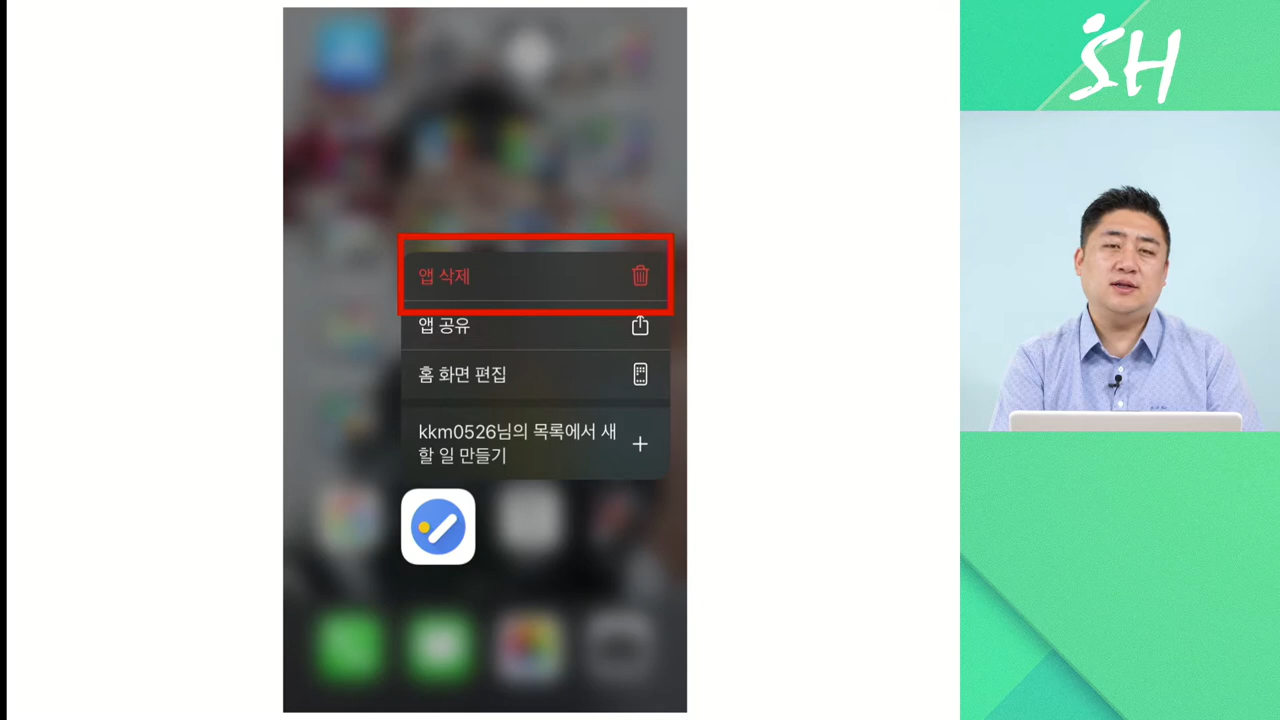 SH
앱 삭제
앱 공유
홈 화면 편집
kkm0526님의 목록에서 새
할 일 만들기